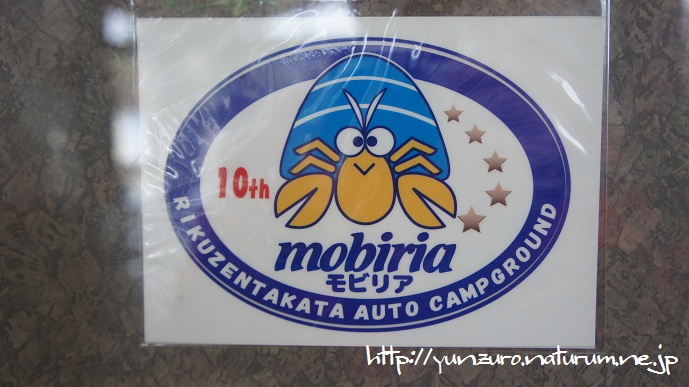 10th
mobiria
モビリア
RIKUZENTAKATA AUTO CAMPGROUND
http://yunzuro.naturum.ne.jp